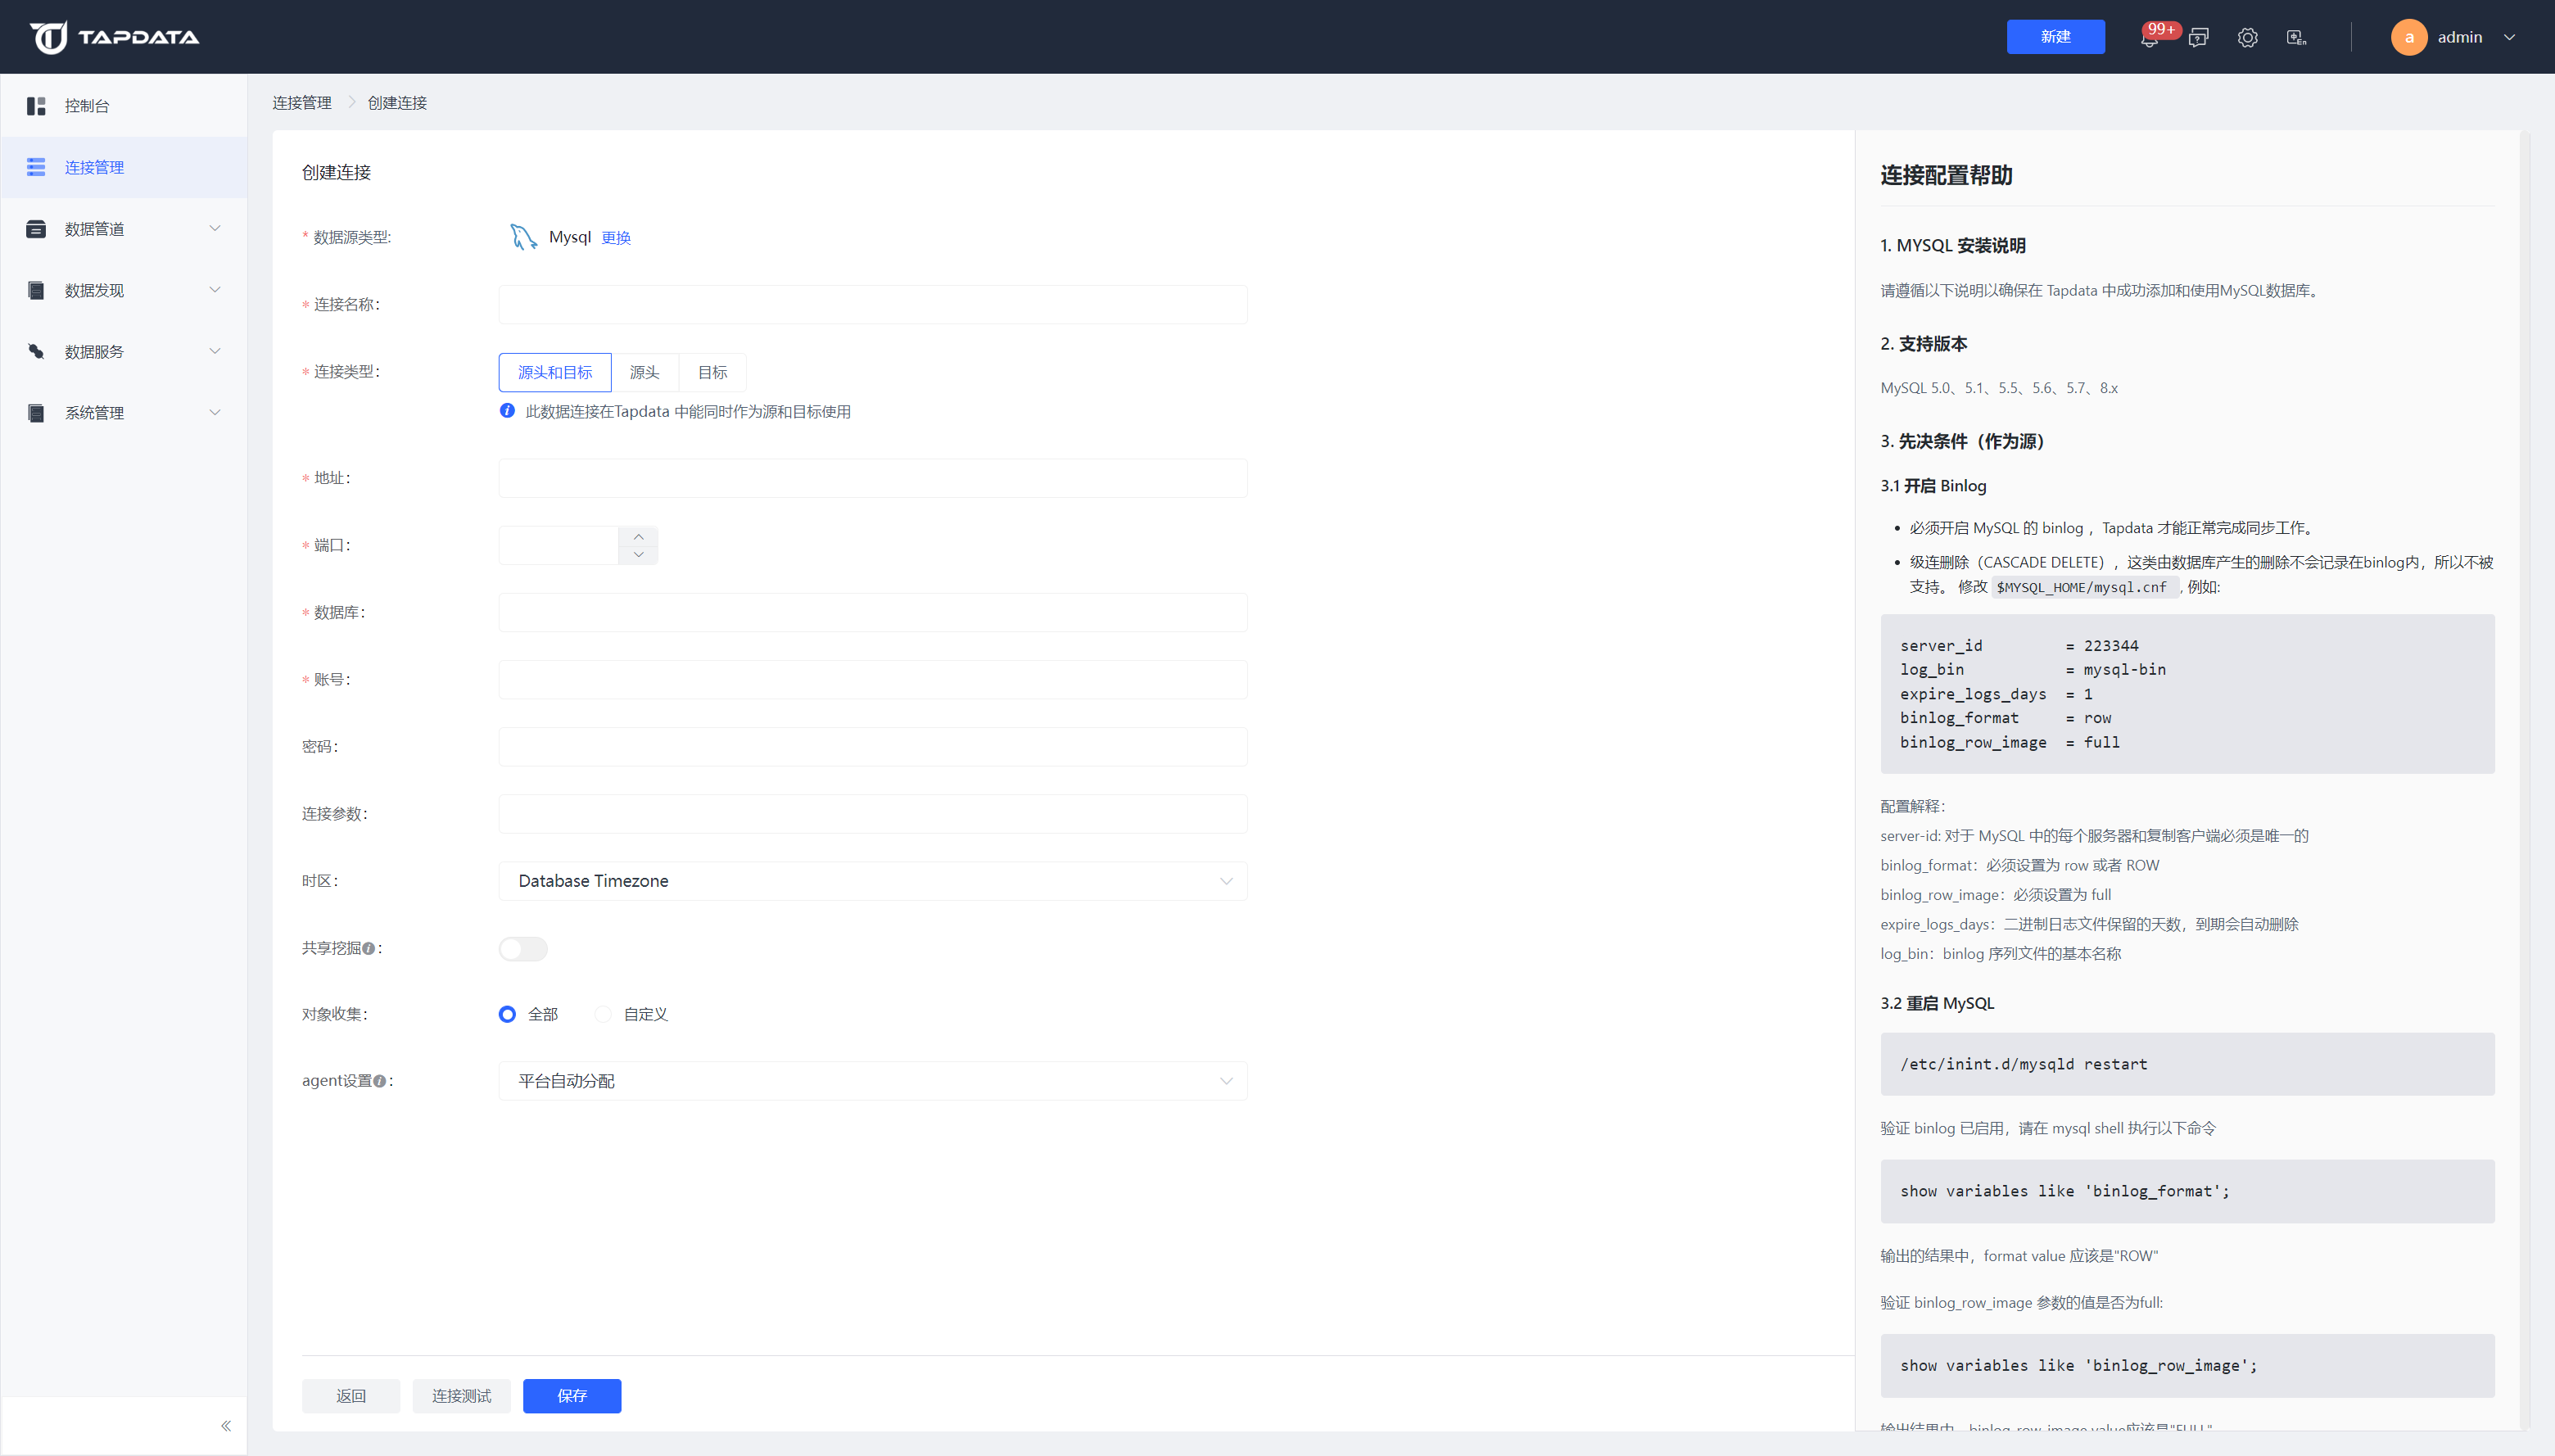 TAPDATA
新建
99+
En
a
admin
控制台
连接管理
数据管道
数据发现
数据服务
系统管理
连接管理
创建连接
创建连接
* 数据源类型:
Mysql 更换
* 连接名称:
* 连接类型:
源头和目标
源头
目标
此数据连接在Tapdata 中能同时作为源和目标使用
* 地址:
* 端口:
* 数据库:
* 账号:
密码:
连接参数:
时区:
Database Timezone
共享挖掘:
对象收集:
全部
自定义
agent设置:
平台自动分配
返回
连接测试
保存
连接配置帮助
1. MYSQL 安装说明
请遵循以下说明以确保在 Tapdata 中成功添加和使用MySQL数据库。
2. 支持版本
MySQL 5.0、5.1、5.5、5.6、5.7、8.x
3. 先决条件（作为源）
3.1 开启 Binlog
• 必须开启 MySQL 的 binlog ，Tapdata 才能正常完成同步工作。
• 级连删除（CASCADE DELETE），这类由数据库产生的删除不会记录在binlog内，所以不被
支持。 修改 $MYSQL_HOME/mysql.cnf , 例如:
server_id         = 223344
log_bin           = mysql-bin
expire_logs_days  = 1
binlog_format     = row
binlog_row_image  = full
配置解释：
server-id: 对于 MySQL 中的每个服务器和复制客户端必须是唯一的
binlog_format：必须设置为 row 或者 ROW
binlog_row_image：必须设置为 full
expire_logs_days：二进制日志文件保留的天数，到期会自动删除
log_bin：binlog 序列文件的基本名称
3.2 重启 MySQL
/etc/inint.d/mysqld restart
验证 binlog 已启用，请在 mysql shell 执行以下命令
show variables like 'binlog_format';
输出的结果中，format value 应该是"ROW"
验证 binlog_row_image 参数的值是否为full:
show variables like 'binlog_row_image';
输出结果中，binlog_row_image value应该是"FULL"